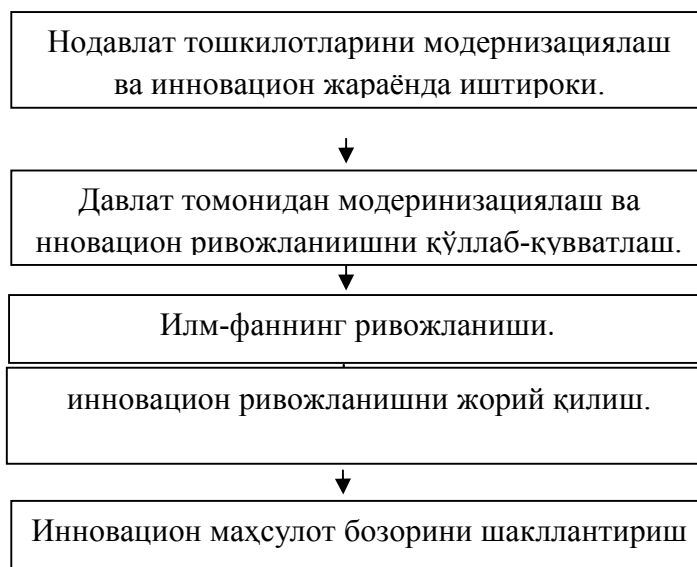 Нодавлат тошкилотларини модернизациялаш
ва инновацион жараёнда иштироки.
Давлат томонидан модеринизациялаш ва
нновацион ривожланиишни қўллаб-қувватлаш.
Илм-фаннинг ривожланиши.
инновацион ривожланишни жорий қилиш.
Инновацион маҳсулот бозорини шакллантириш